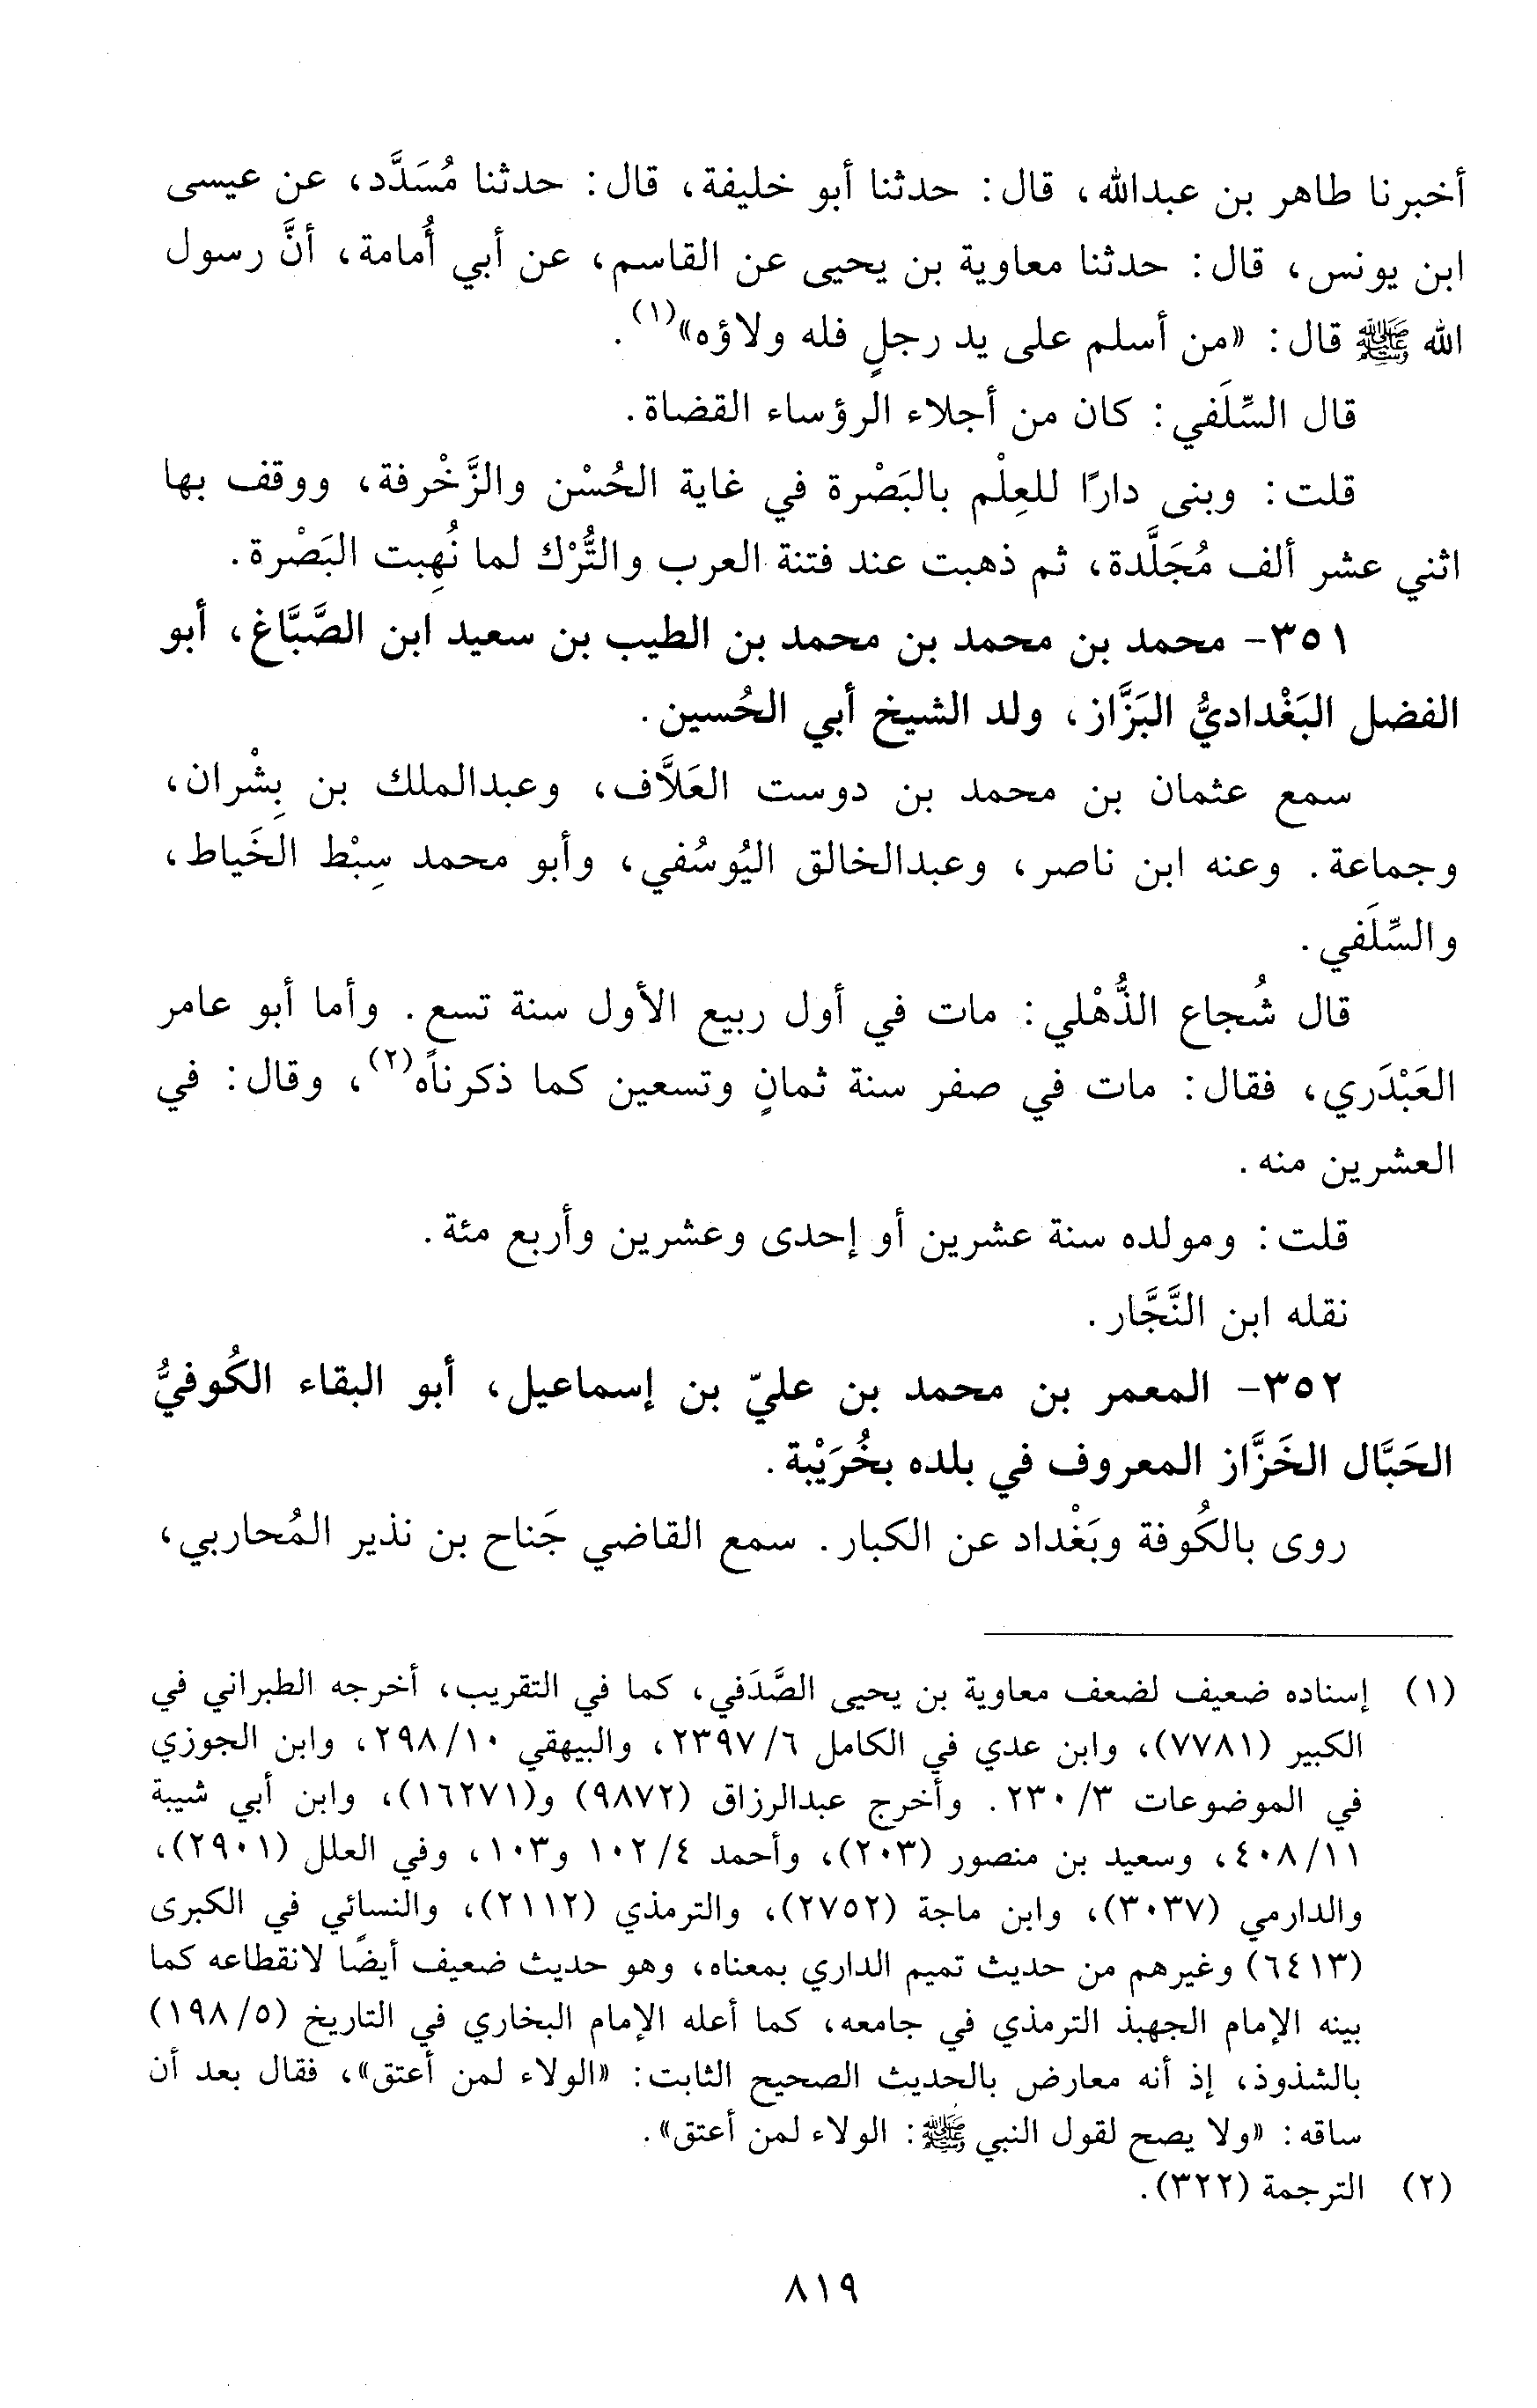 أخبرنا طاهر بن عبدالله، قال: حدثنا أبو خليفة، قال: حدثنا مُسَدَّد، عن عيسى
ابن يونس، قال: حدثنا معاوية بن يحيى عن القاسم، عن أبي أُمامة، أنَّ رسول
الله ﷺ قال: «من أسلم على يد رجلٍ فله ولاؤه»(١).
قال السِّلَفي: كان من أجلاء الرؤساء القضاة.
قلت: وبنى دارًا للعِلْم بالبَصْرة في غاية الحُسْن والزَّخْرفة، ووقف بها
اثني عشر ألف مُجَلَّدة، ثم ذهبت عند فتنة العرب والتُّرْك لما نُهِبت البَصْرة.
٣٥١- محمد بن محمد بن محمد بن الطيب بن سعيد ابن الصَّبَّاغ، أبو
الفضل البَغْداديُّ البَزَّاز، ولد الشيخ أبي الحُسين.
سمع عثمان بن محمد بن دوست العَلاَّف، وعبدالملك بن بِشْران،
وجماعة. وعنه ابن ناصر، وعبدالخالق اليُوسُفي، وأبو محمد سِبْط الخَياط،
والسِّلَفي.
قال شُجاع الذُّهْلي: مات في أول ربيع الأول سنة تسع. وأما أبو عامر
العَبْدَري، فقال: مات في صفر سنة ثمانٍ وتسعين كما ذكرناه(٢)، وقال: في
العشرين منه.
قلت: ومولده سنة عشرين أو إحدى وعشرين وأربع مئة.
نقله ابن النَّجَّار.
٣٥٢- المعمر بن محمد بن عليّ بن إسماعيل، أبو البقاء الكُوفيُّ
الحَبَّال الخَزَّاز المعروف في بلده بخُرَيْبة.
روى بالكُوفة وبَغْداد عن الكبار. سمع القاضي جَناح بن نذير المُحاربي،
(١) إسناده ضعيف لضعف معاوية بن يحيى الصَّدَفي، كما في التقريب، أخرجه الطبراني في
الكبير (٧٧٨١)، وابن عدي في الكامل ٦/ ٢٣٩٧، والبيهقي ١٠/ ٢٩٨، وابن الجوزي
في الموضوعات ٣/ ٢٣٠. وأخرج عبدالرزاق (٩٨٧٢) و(١٦٢٧١)، وابن أبي شيبة
١١/ ٤٠٨، وسعيد بن منصور (٢٠٣)، وأحمد ٤/ ١٠٢ و١٠٣، وفي العلل (٢٩٠١)،
والدارمي (٣٠٣٧)، وابن ماجة (٢٧٥٢)، والترمذي (٢١١٢)، والنسائي في الكبرى
(٦٤١٣) وغيرهم من حديث تميم الداري بمعناه، وهو حديث ضعيف أيضًا لانقطاعه كما
بينه الإمام الجهبذ الترمذي في جامعه، كما أعله الإمام البخاري في التاريخ (٥/ ١٩٨)
بالشذوذ، إذ أنه معارض بالحديث الصحيح الثابت: «الولاء لمن أعتق»، فقال بعد أن
ساقه: «ولا يصح لقول النبي ﷺ: الولاء لمن أعتق».
(٢) الترجمة (٣٢٢).
٨١٩